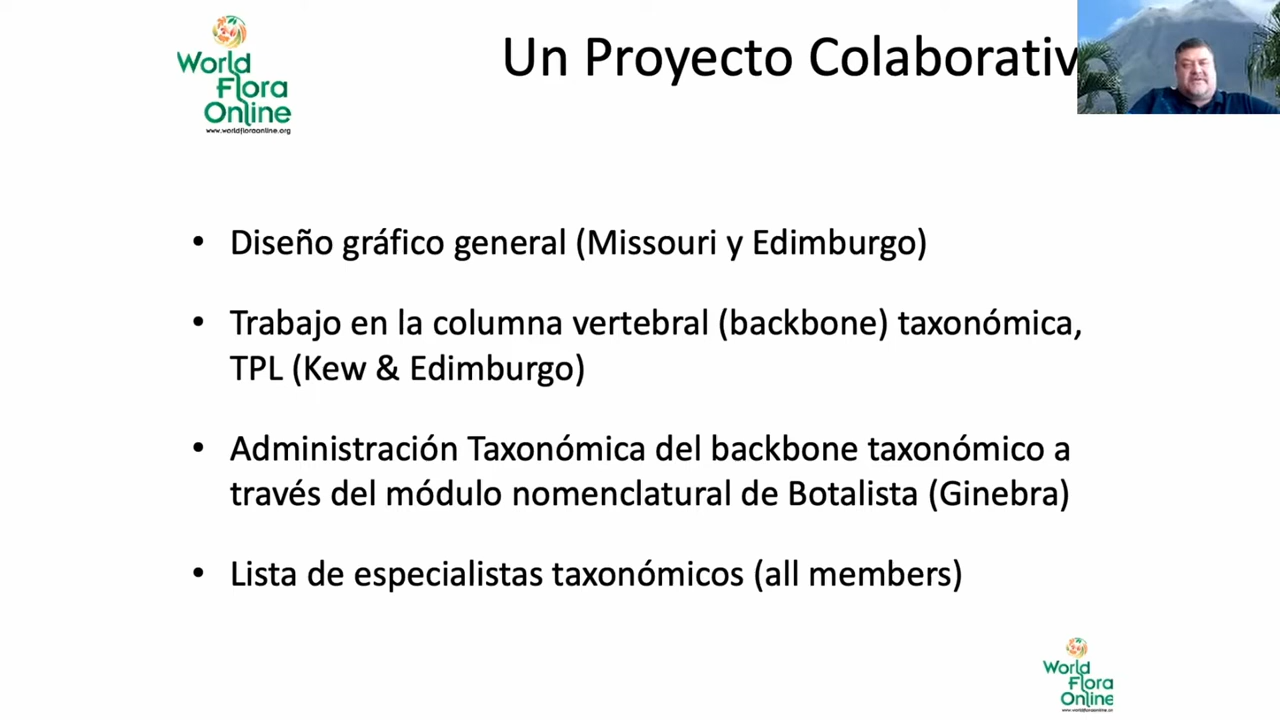 World
Flora
Online
www.worldfloraonline.org
Un Proyecto Colaborativ
• Diseño gráfico general (Missouri y Edimburgo)
• Trabajo en la columna vertebral (backbone) taxonómica,
TPL (Kew & Edimburgo)
• Administración Taxonómica del backbone taxonómico a
través del módulo nomenclatural de Botalista (Ginebra)
• Lista de especialistas taxonómicos (all members)
World
Flora
Online